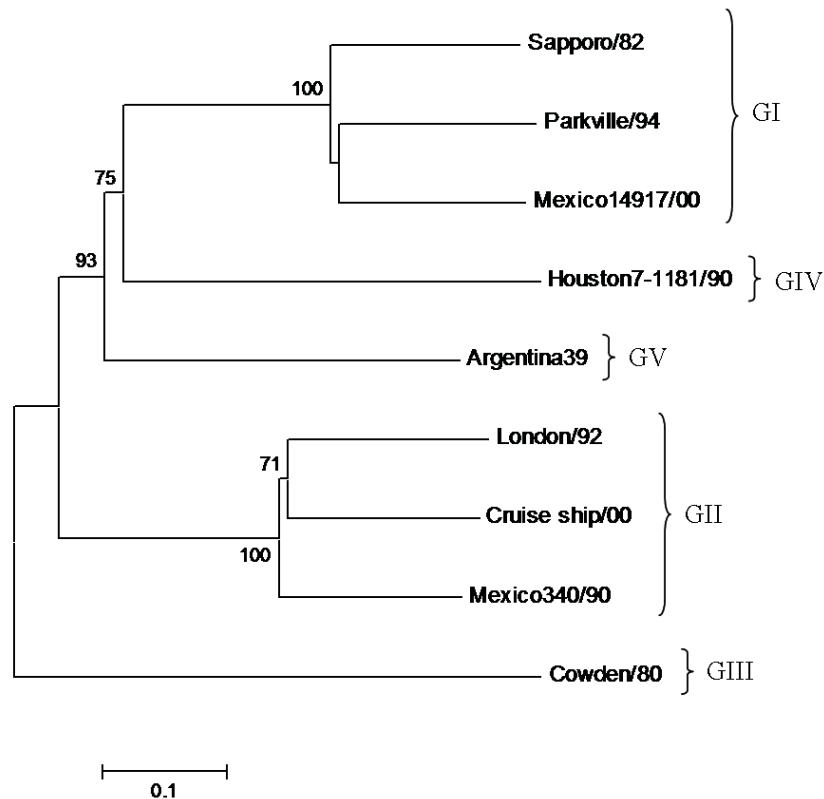 Sapporo/82
100
Parkville/94
GI
75
Mexico14917/00
93
Houston7-1181/90
GIV
Argentina39
GV
London/92
71
Cruise ship/00
GII
100
Mexico340/90
Cowden/80
GIII
0.1